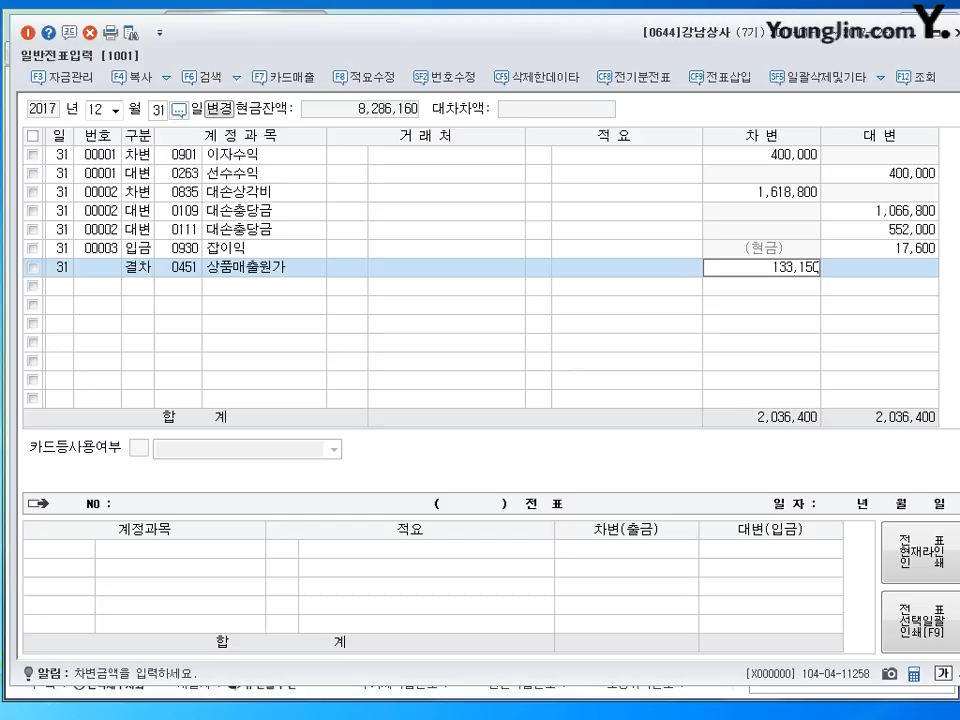 [0644]강남상사 (7기)
YoungJin.com Y.
일반전표입력 [1001]
F3 자금관리 F4 복사 F6 검색 F7 카드매출 F8 적요수정 SF2 번호수정 CF5 삭제한데이타 CF8 전기분전표 CF9 전표삽입 SF5 일괄삭제및기타 F12 조회
2017 년 12 월 31 일 변경 현금잔액: 8,286,160 대차차액:
일 번호 구분 계 정 과 목 거 래 처 적 요 차 변 대 변
31 00001 차변 0901 이자수익 400,000
31 00001 대변 0263 선수수익 400,000
31 00002 차변 0835 대손상각비 1,618,800
31 00002 대변 0109 대손충당금 1,066,800
31 00002 대변 0111 대손충당금 552,000
31 00003 입금 0930 잡이익 (현금) 17,600
31 결차 0451 상품매출원가 133,150
합 계 2,036,400 2,036,400
카드등사용여부
NO : ( ) 전 표 일 자 : 년 월 일
계정과목 적요 차변(출금) 대변(입금)
전 표
현재라인
인 쇄
전 표
선택일괄
인쇄[F9]
합 계
알림 : 차변금액을 입력하세요. [X000000] 104-04-11258 가